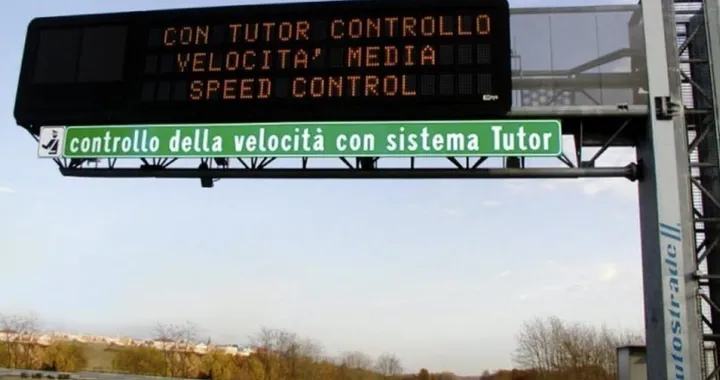 CON TUTOR CONTROLLO
VELOCITA' MEDIA
SPEED CONTROL
controllo della velocità con sistema Tutor
autostrade